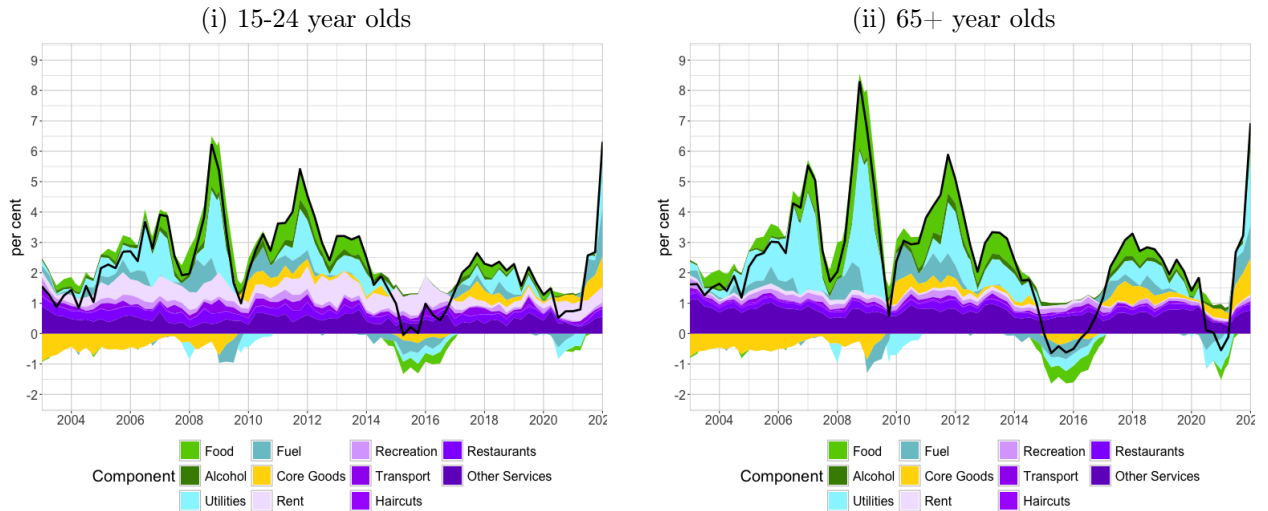 (i) 15-24 year olds
9
8
7
6
5
4
3
2
1
0
-1
-2
per cent
2004 2006 2008 2010 2012 2014 2016 2018 2020 202
Component
Food Fuel Recreation Restaurants
Alcohol Core Goods Transport Other Services
Utilities Rent Haircuts
(ii) 65+ year olds
9
8
7
6
5
4
3
2
1
0
-1
-2
per cent
2004 2006 2008 2010 2012 2014 2016 2018 2020 202
Component
Food Fuel Recreation Restaurants
Alcohol Core Goods Transport Other Services
Utilities Rent Haircuts